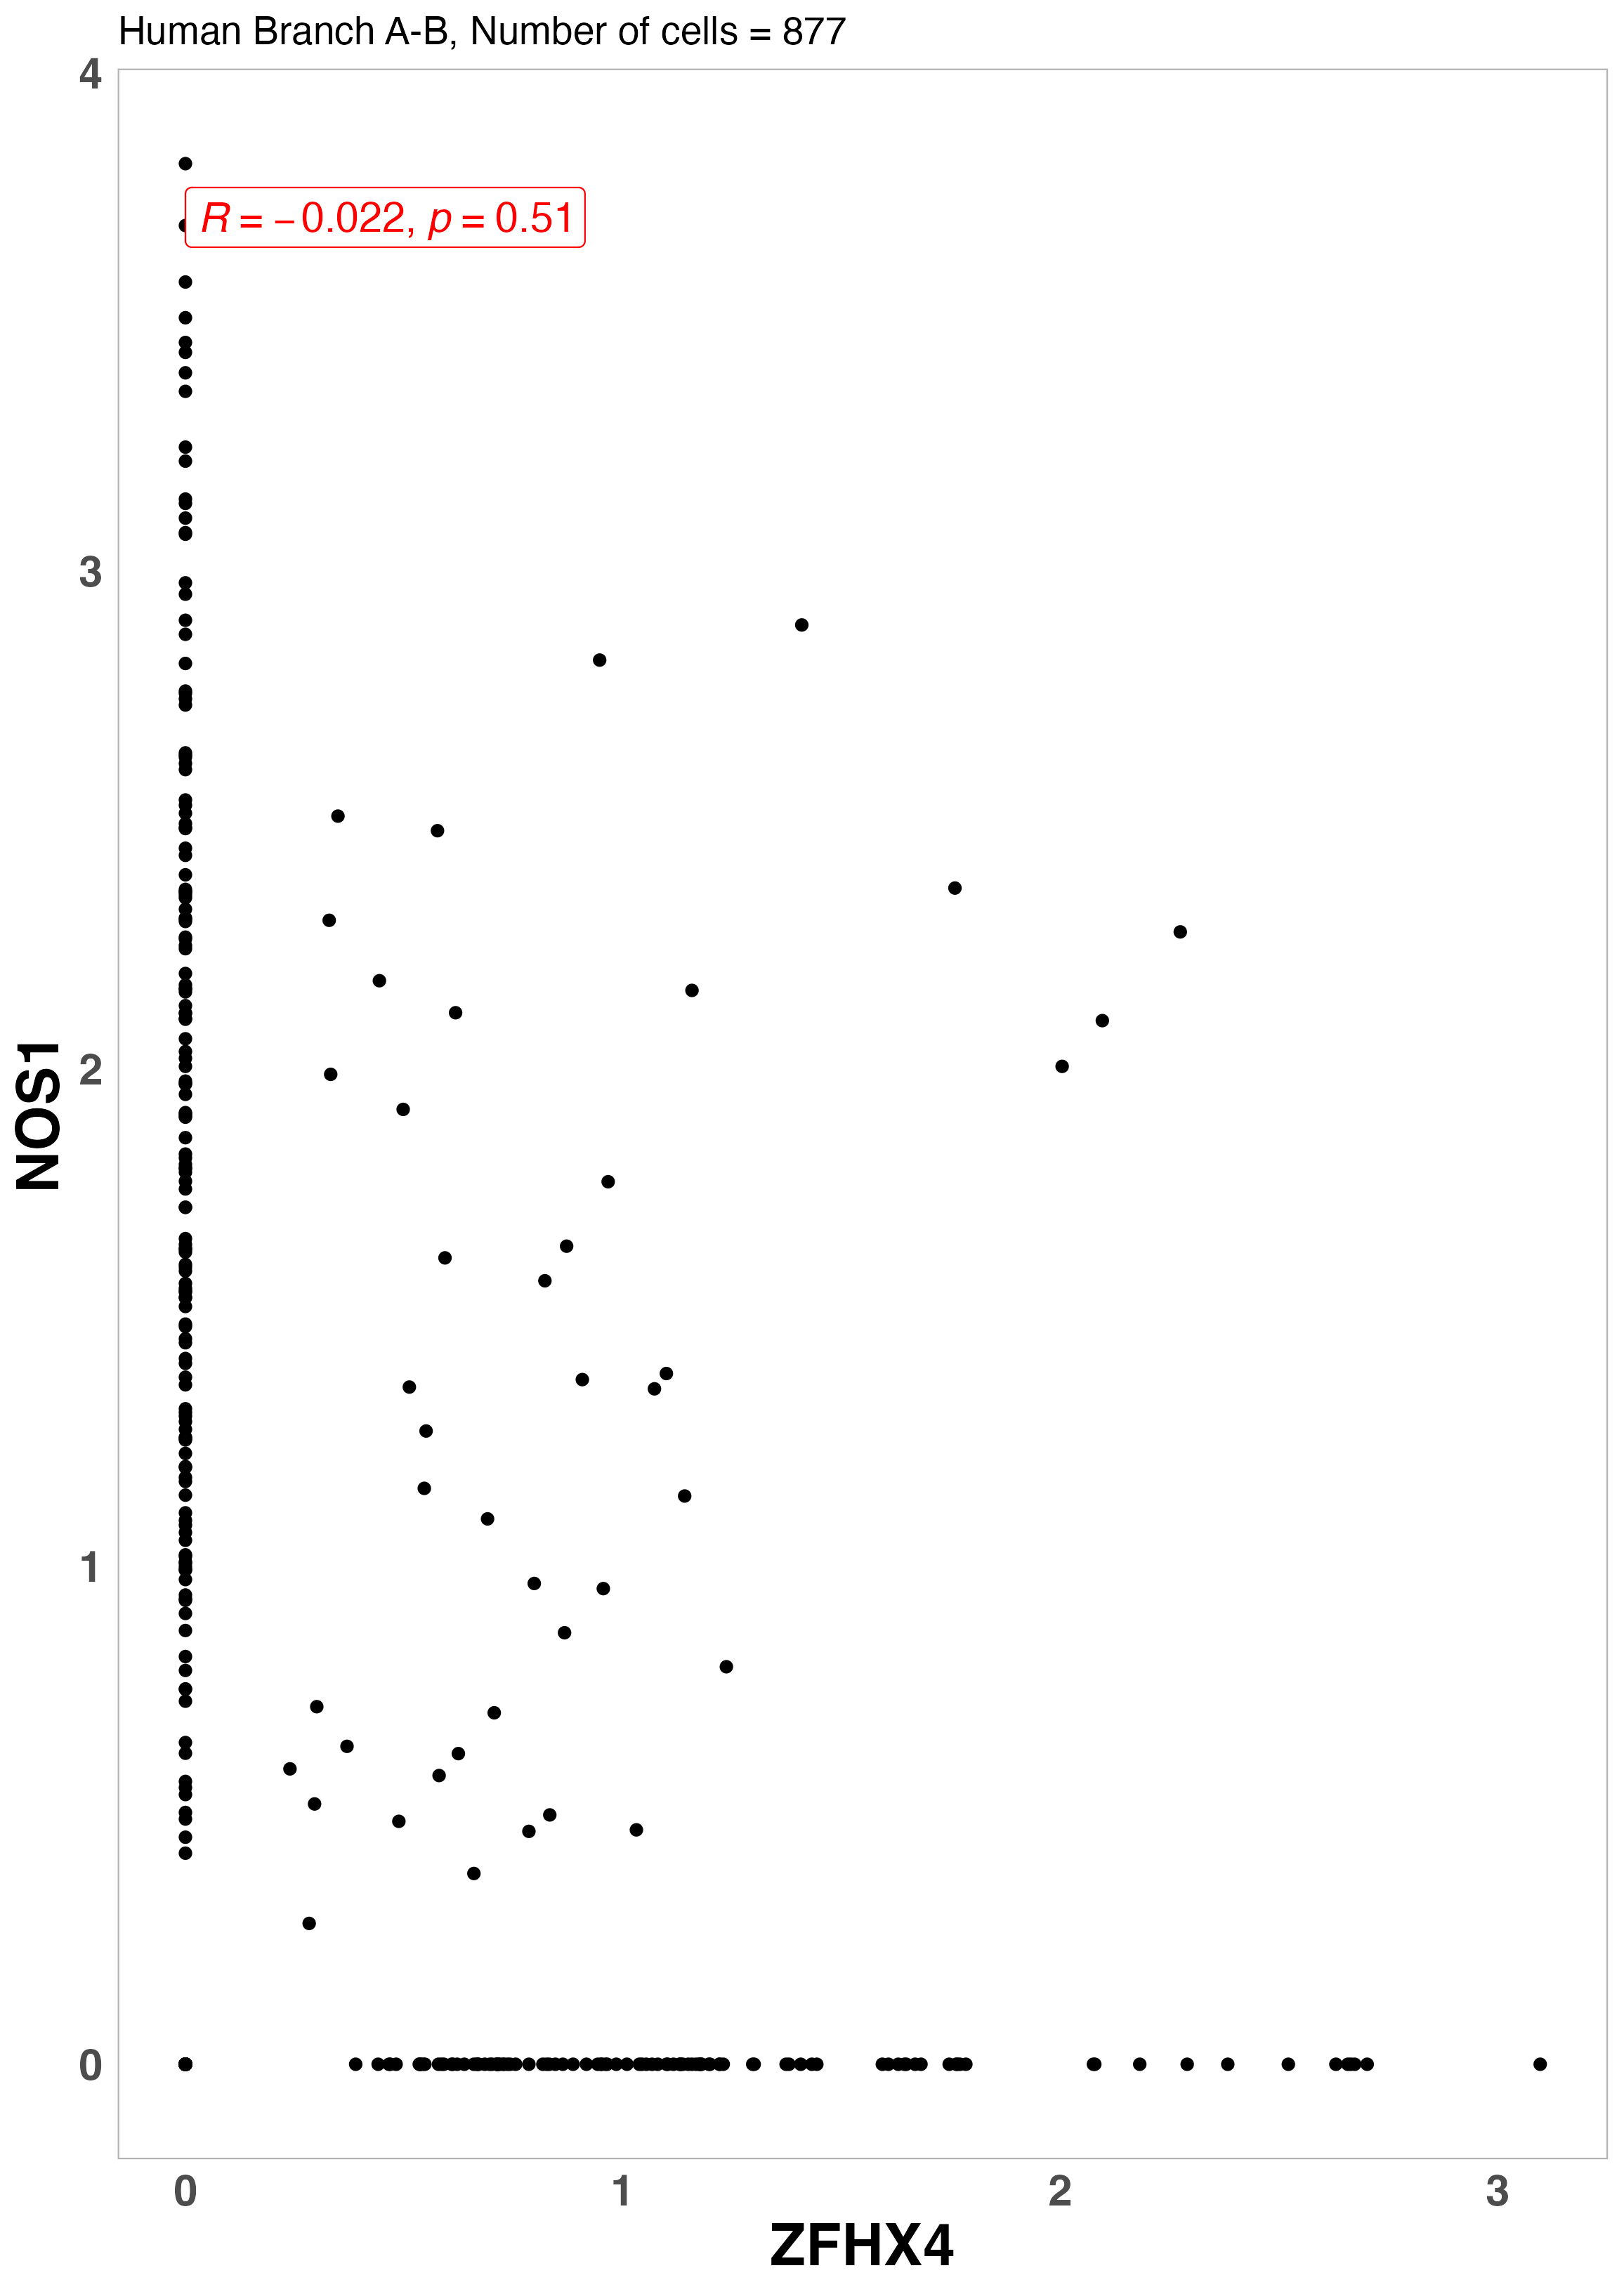 Human Branch A-B, Number of cells = 877
4
R = −0.022, p = 0.51
3
NOS1
2
1
0
0 1 2 3
ZFHX4